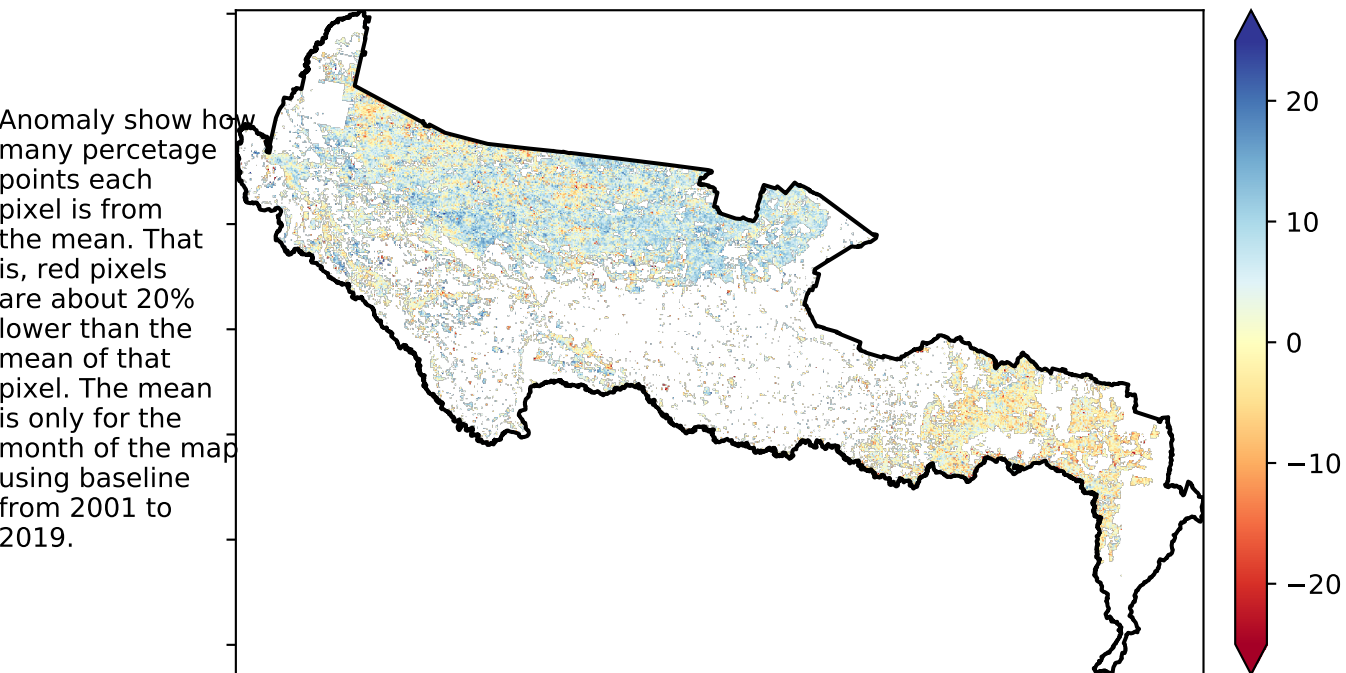 Anomaly show how
many percetage
points each
pixel is from
the mean. That
is, red pixels
are about 20%
lower than the
mean of that
pixel. The mean
is only for the
month of the map
using baseline
from 2001 to
2019.
20
10
0
−10
−20